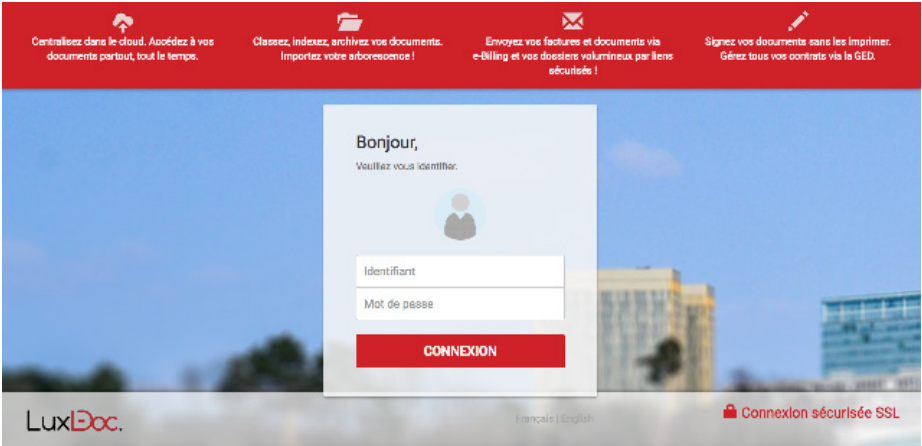 Centralisez dans le cloud. Accédez à vos
documents partout, tout le temps.
Classez, indexez, archivez vos documents.
Importez votre arborescence !
Envoyez vos factures et documents via
e-Billing et vos dossiers volumineux par liens
sécurisés !
Signez vos documents sans les imprimer.
Gérez tous vos contrats via la GED.
Bonjour,
Veuillez vous identifier.
Identifiant
Mot de passe
CONNEXION
LuxDoc.
Français | English
Connexion sécurisée SSL